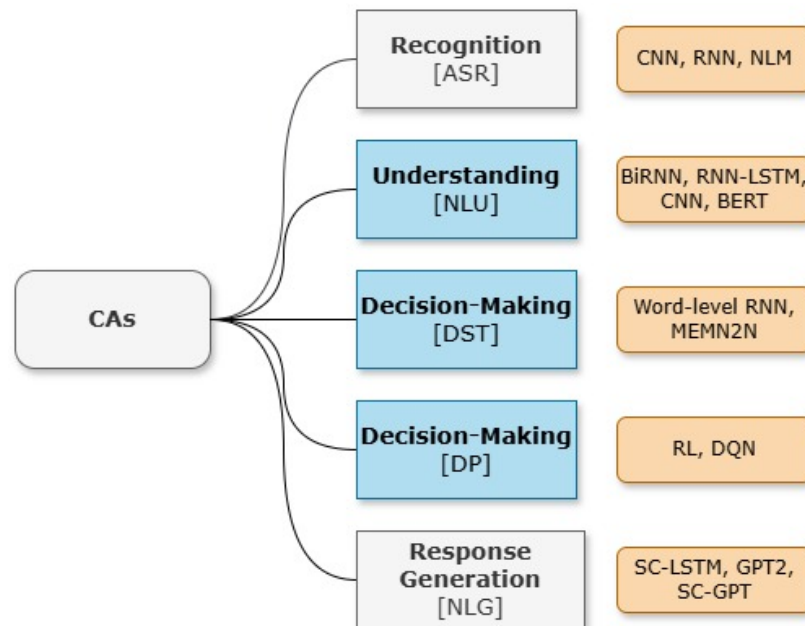 Recognition
[ASR]
CNN, RNN, NLM
Understanding
[NLU]
BiRNN, RNN-LSTM,
CNN, BERT
CAs
Decision-Making
[DST]
Word-level RNN,
MEMN2N
Decision-Making
[DP]
RL, DQN
Response
Generation
[NLG]
SC-LSTM, GPT2,
SC-GPT